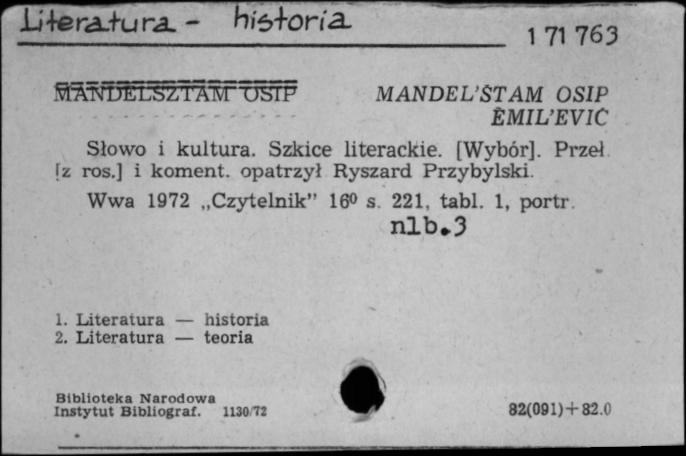 Literatura - historia
171 763
MANDELSZTAM OSIP MANDEL'ŠTAM OSIP
ÈMIL'EVIČ
Słowo i kultura. Szkice literackie. [Wybór]. Przeł.
[z ros.] i koment. opatrzył Ryszard Przybylski.
Wwa 1972 „Czytelnik” 16⁰ s. 221, tabl. 1, portr.
nlb.3
1. Literatura — historia
2. Literatura — teoria
Biblioteka Narodowa
Instytut Bibliograf. 1130/72 82(091)+82.0